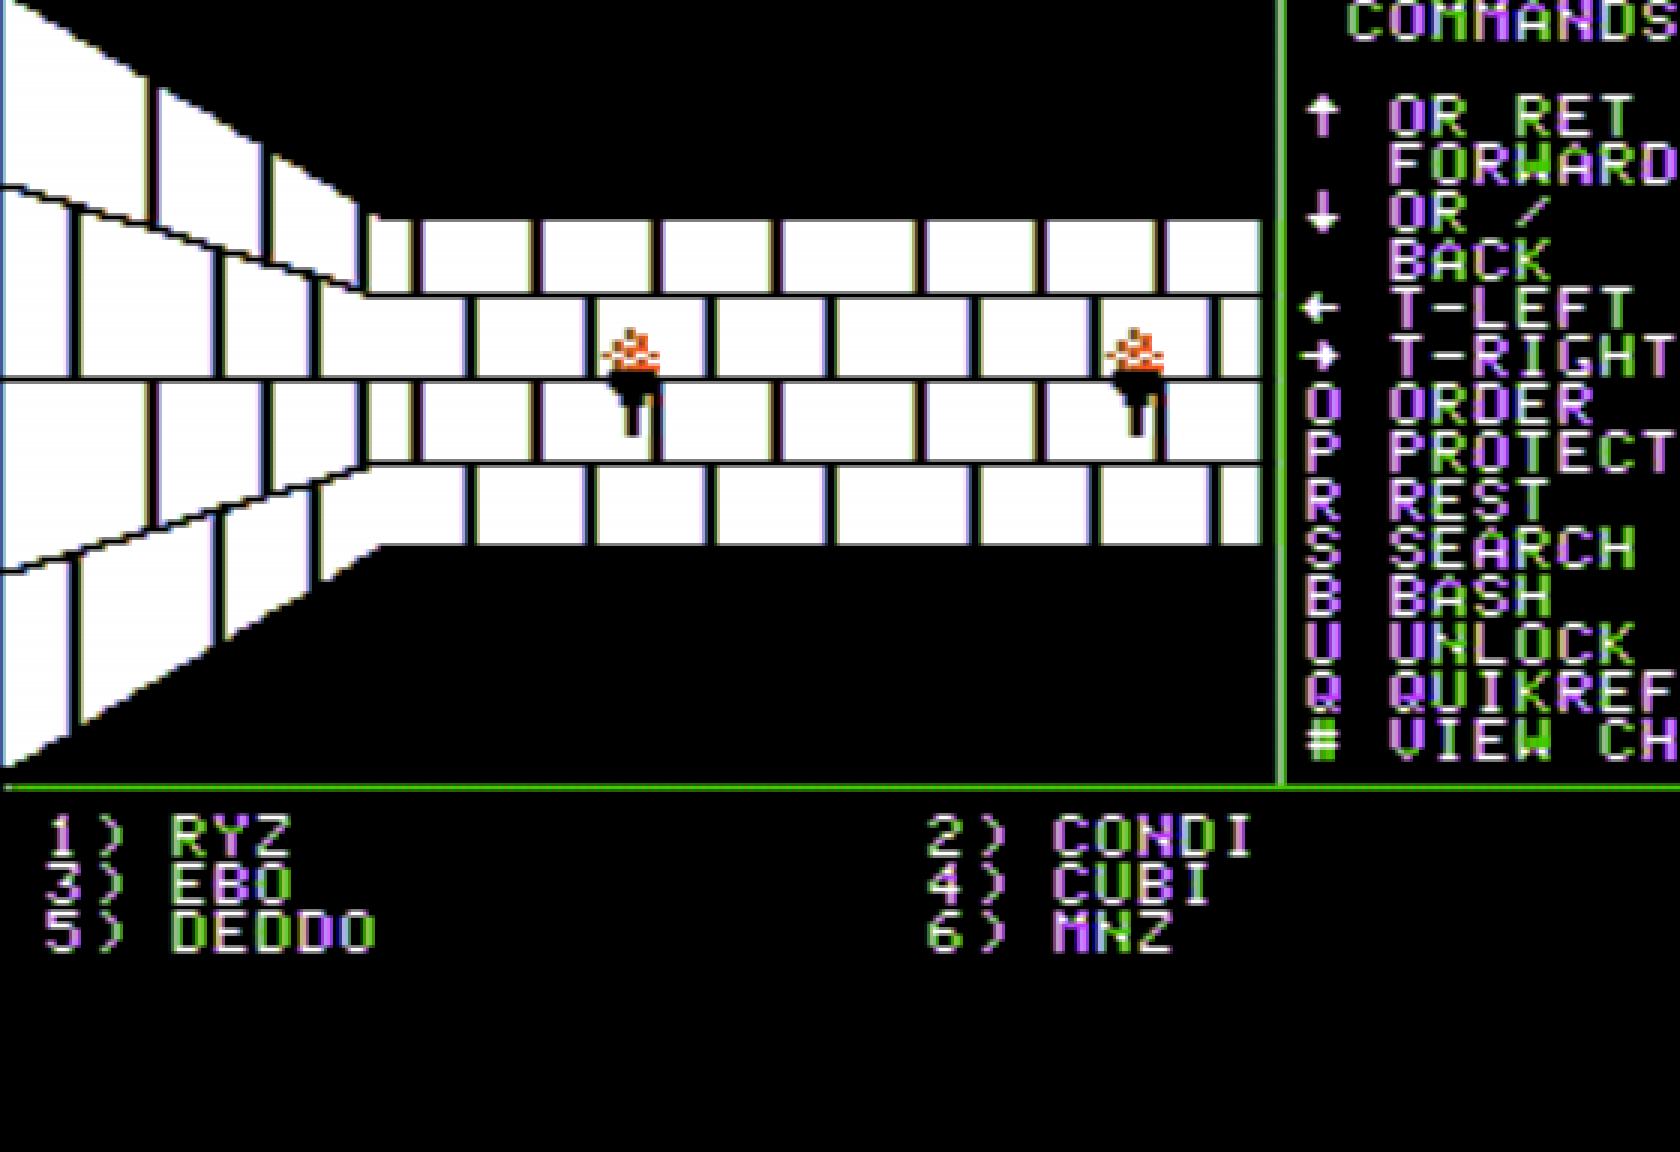 COMMANDS
↑ OR RET
FORWARD
↓ OR /
BACK
← T-LEFT
→ T-RIGHT
O ORDER
P PROTECT
R REST
S SEARCH
B BASH
U UNLOCK
Q QUIKREF
# VIEW CH
1) RYZ 2) CONDI
3) EBO 4) CUBI
5) DEDDO 6) MNZ